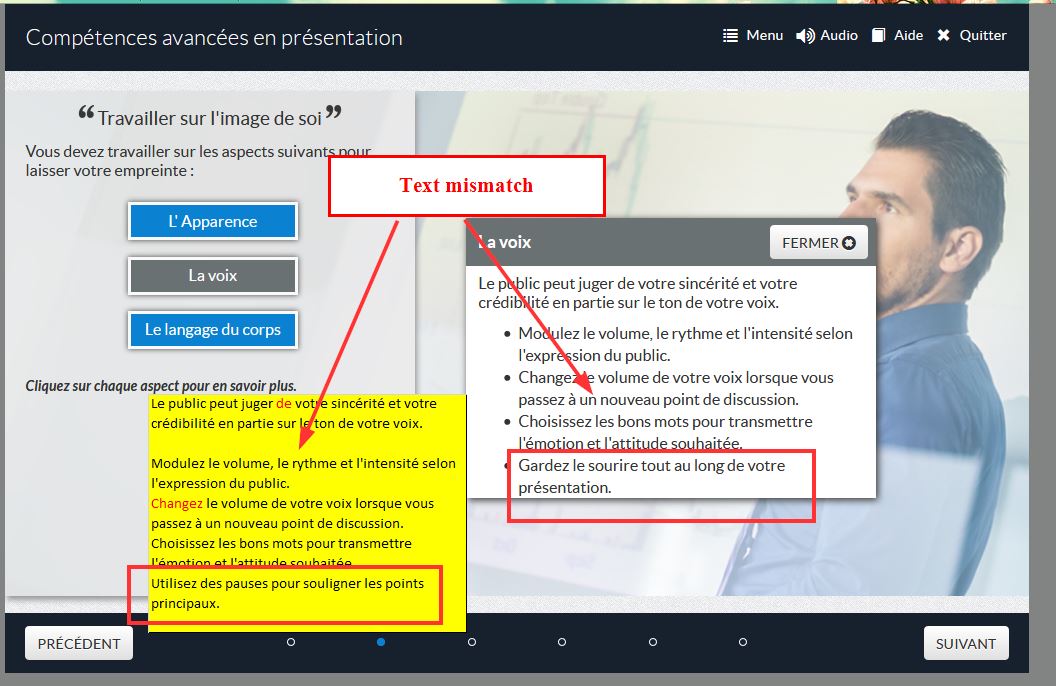 Compétences avancées en présentation
Menu Audio Aide Quitter
“ Travailler sur l'image de soi ”
Vous devez travailler sur les aspects suivants pour
laisser votre empreinte :
L' Apparence
La voix
Le langage du corps
Cliquez sur chaque aspect pour en savoir plus.
Text mismatch
La voix
FERMER
Le public peut juger de votre sincérité et votre
crédibilité en partie sur le ton de votre voix.
• Modulez le volume, le rythme et l'intensité selon
l'expression du public.
• Changez le volume de votre voix lorsque vous
passez à un nouveau point de discussion.
• Choisissez les bons mots pour transmettre
l'émotion et l'attitude souhaitée.
• Gardez le sourire tout au long de votre
présentation.
Le public peut juger de votre sincérité et votre
crédibilité en partie sur le ton de votre voix.
Modulez le volume, le rythme et l'intensité selon
l'expression du public.
Changez le volume de votre voix lorsque vous
passez à un nouveau point de discussion.
Choisissez les bons mots pour transmettre
l'émotion et l'attitude souhaitée
Utilisez des pauses pour souligner les points
principaux.
Oct
Sep
PRÉCÉDENT
SUIVANT